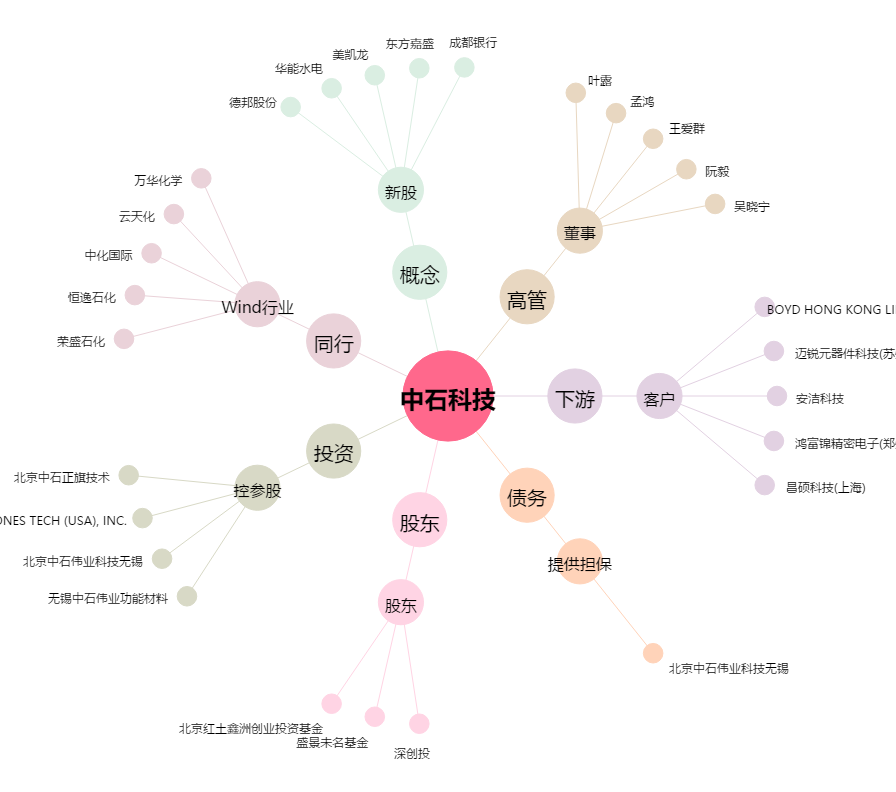 成都银行
东方嘉盛
美凯龙
华能水电
德邦股份
新股
概念
叶露
孟鸿
王爱群
阮毅
吴晓宁
董事
高管
万华化学
云天化
中化国际
恒逸石化
荣盛石化
Wind行业
同行
中石科技
下游
客户
BOYD HONG KONG LI
迈锐元器件科技(苏
安洁科技
鸿富锦精密电子(郑
昌硕科技(上海)
投资
控参股
北京中石正旗技术
ONES TECH (USA), INC.
北京中石伟业科技无锡
无锡中石伟业功能材料
债务
提供担保
北京中石伟业科技无锡
股东
股东
北京红土鑫洲创业投资基金
盛景未名基金
深创投